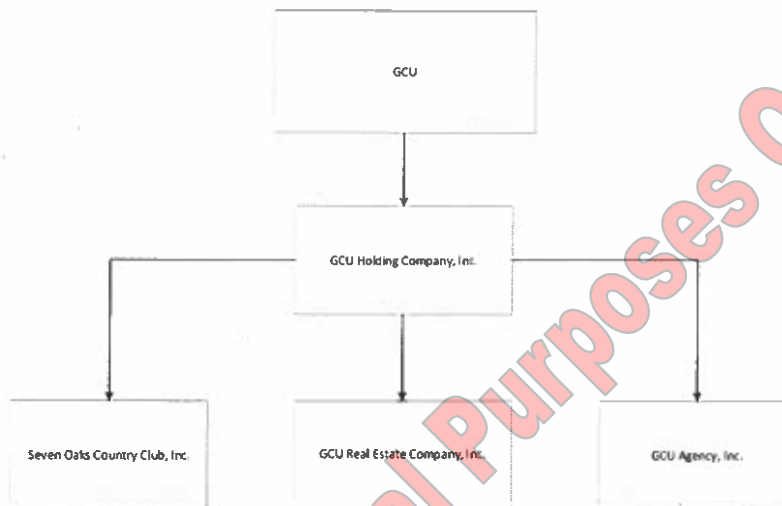 GCU
GCU Holding Company, Inc.
Seven Oaks Country Club, Inc.
GCU Real Estate Company, Inc.
GCU Agency, Inc.
Purposes